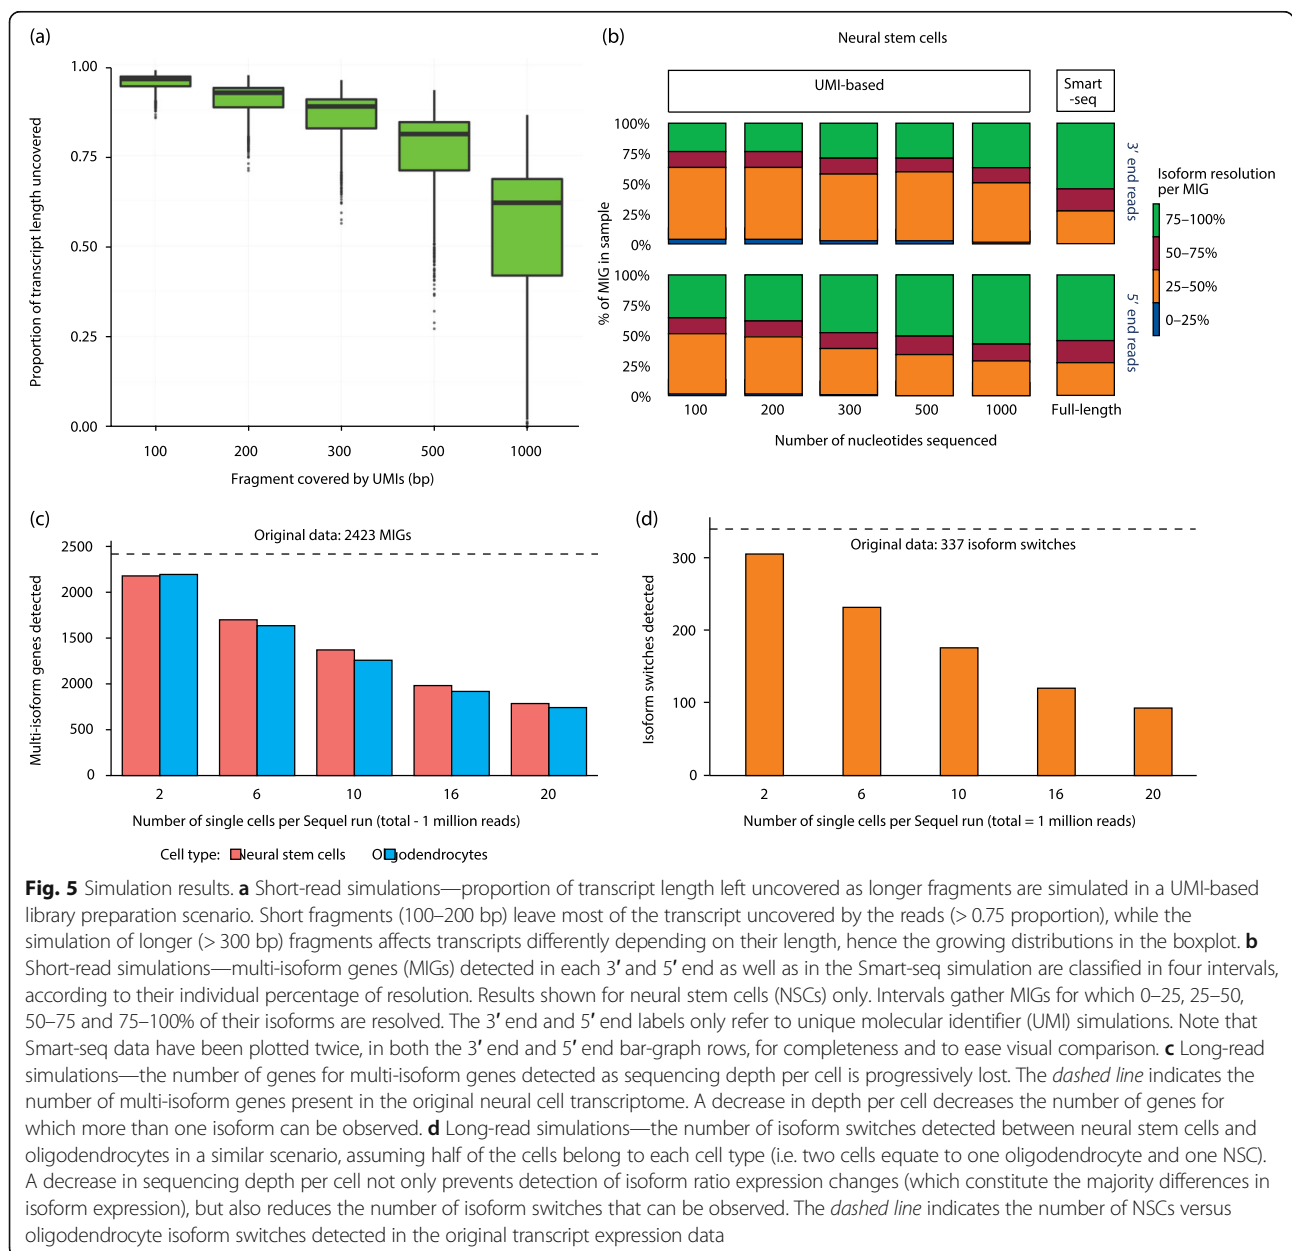 (a)
1.00
0.75
0.50
0.25
0.00
Proportion of transcript length uncovered
100 200 300 500 1000
Fragment covered by UMIs (bp)
(b)
Neural stem cells
UMI-based
Smart
-seq
100%
75%
50%
25%
0%
3′ end reads
100%
75%
50%
25%
0%
5′ end reads
% of MIG in sample
100 200 300 500 1000 Full-length
Number of nucleotides sequenced
Isoform resolution
per MIG
75–100%
50–75%
25–50%
0–25%
(c)
Original data: 2423 MIGs
2500
2000
1500
2000
500
0
Multi-isoform genes detected
2 6 10 16 20
Number of single cells per Sequel run (total - 1 million reads)
Cell type: Neural stem cells Oligodendrocytes
(d)
Original data: 337 isoform switches
300
200
100
0
Isoform switches detected
2 6 10 16 20
Number of single cells per Sequel run (total = 1 million reads)
Fig. 5 Simulation results. a Short-read simulations—proportion of transcript length left uncovered as longer fragments are simulated in a UMI-based
library preparation scenario. Short fragments (100–200 bp) leave most of the transcript uncovered by the reads (> 0.75 proportion), while the
simulation of longer (> 300 bp) fragments affects transcripts differently depending on their length, hence the growing distributions in the boxplot. b
Short-read simulations—multi-isoform genes (MIGs) detected in each 3′ and 5′ end as well as in the Smart-seq simulation are classified in four intervals,
according to their individual percentage of resolution. Results shown for neural stem cells (NSCs) only. Intervals gather MIGs for which 0–25, 25–50,
50–75 and 75–100% of their isoforms are resolved. The 3′ end and 5′ end labels only refer to unique molecular identifier (UMI) simulations. Note that
Smart-seq data have been plotted twice, in both the 3′ end and 5′ end bar-graph rows, for completeness and to ease visual comparison. c Long-read
simulations—the number of genes for multi-isoform genes detected as sequencing depth per cell is progressively lost. The dashed line indicates the
number of multi-isoform genes present in the original neural cell transcriptome. A decrease in depth per cell decreases the number of genes for
which more than one isoform can be observed. d Long-read simulations—the number of isoform switches detected between neural stem cells and
oligodendrocytes in a similar scenario, assuming half of the cells belong to each cell type (i.e. two cells equate to one oligodendrocyte and one NSC).
A decrease in sequencing depth per cell not only prevents detection of isoform ratio expression changes (which constitute the majority differences in
isoform expression), but also reduces the number of isoform switches that can be observed. The dashed line indicates the number of NSCs versus
oligodendrocyte isoform switches detected in the original transcript expression data